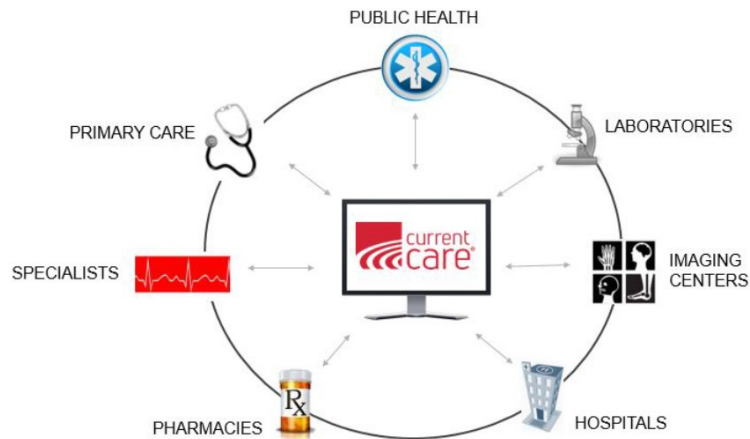 PUBLIC HEALTH
PRIMARY CARE
LABORATORIES
current
care®
SPECIALISTS
IMAGING
CENTERS
Rx
PHARMACIES
H
HOSPITALS